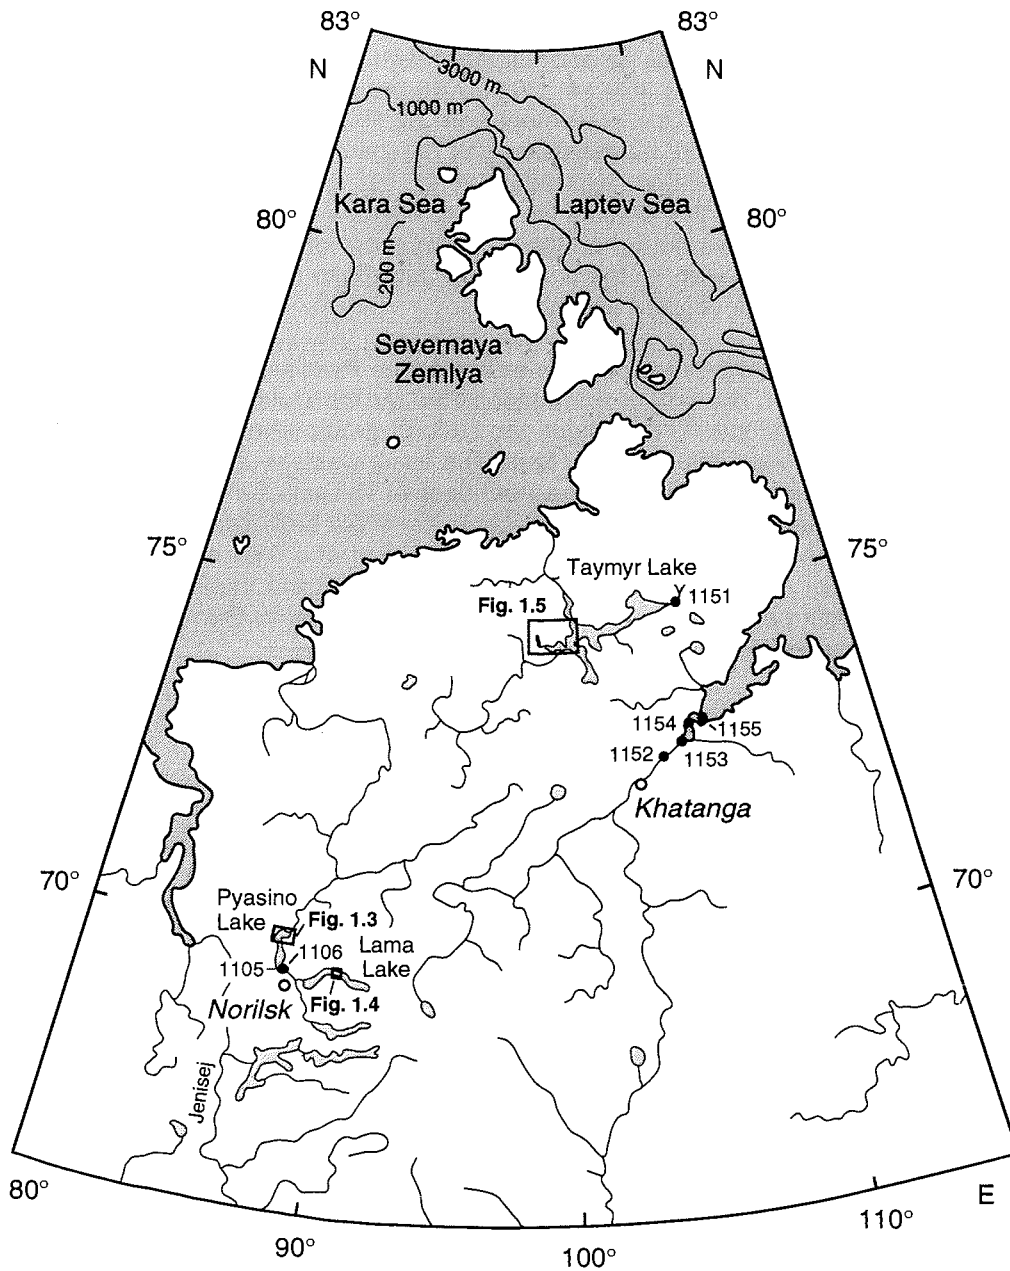 83°
83°
N
N
3000 m
1000 m
Kara Sea
Laptev Sea
80°
80°
200 m
Severnaya
Zemlya
75°
75°
Taymyr Lake
Fig. 1.5
1151
1154
1155
1152
1153
Khatanga
70°
70°
Pyasino
Lake
Fig. 1.3
1106
Lama
Lake
1105
Norilsk
Fig. 1.4
Jenisej
80°
E
110°
90°
100°